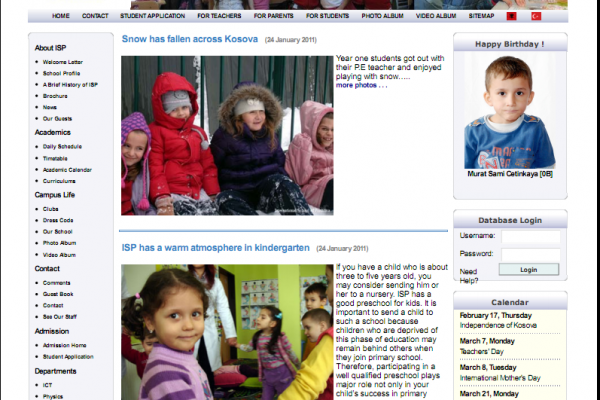 HOME CONTACT STUDENT APPLICATION FOR TEACHERS FOR PARENTS FOR STUDENTS PHOTO ALBUM VIDEO ALBUM SITEMAP
About ISP
Welcome Letter
School Profile
A Brief History of ISP
Brochure
News
Our Guests
Academics
Daily Schedule
Timetable
Academic Calendar
Curriculums
Campus Life
Clubs
Dress Code
Our School
Photo Album
Video Album
Contact
Comments
Guest Book
Contact
See Our Staff
Admission
Admission Home
Student Application
Departments
ICT
Physics
Snow has fallen across Kosova (24 January 2011)
Year one students got out with
their P.E teacher and enjoyed
playing with snow.....
more photos . . .
ISP has a warm atmosphere in kindergarten (24 January 2011)
If you have a child who is about
three to five years old, you
may consider sending him or
her to a nursery. ISP has a
good preschool for kids. It is
important to send a child to
such a school because
children who are deprived of
this phase of education may
remain behind others when
they join primary school.
Therefore, participating in a
well qualified preschool plays
major role not only in your
child's success in primary
Happy Birthday !
Murat Sami Cetinkaya [0B]
Database Login
Username:
Password:
Need
Help?
Login
Calendar
February 17, Thursday
Independence of Kosova
March 7, Monday
Teachers' Day
March 8, Tuesday
International Mother's Day
March 21, Monday